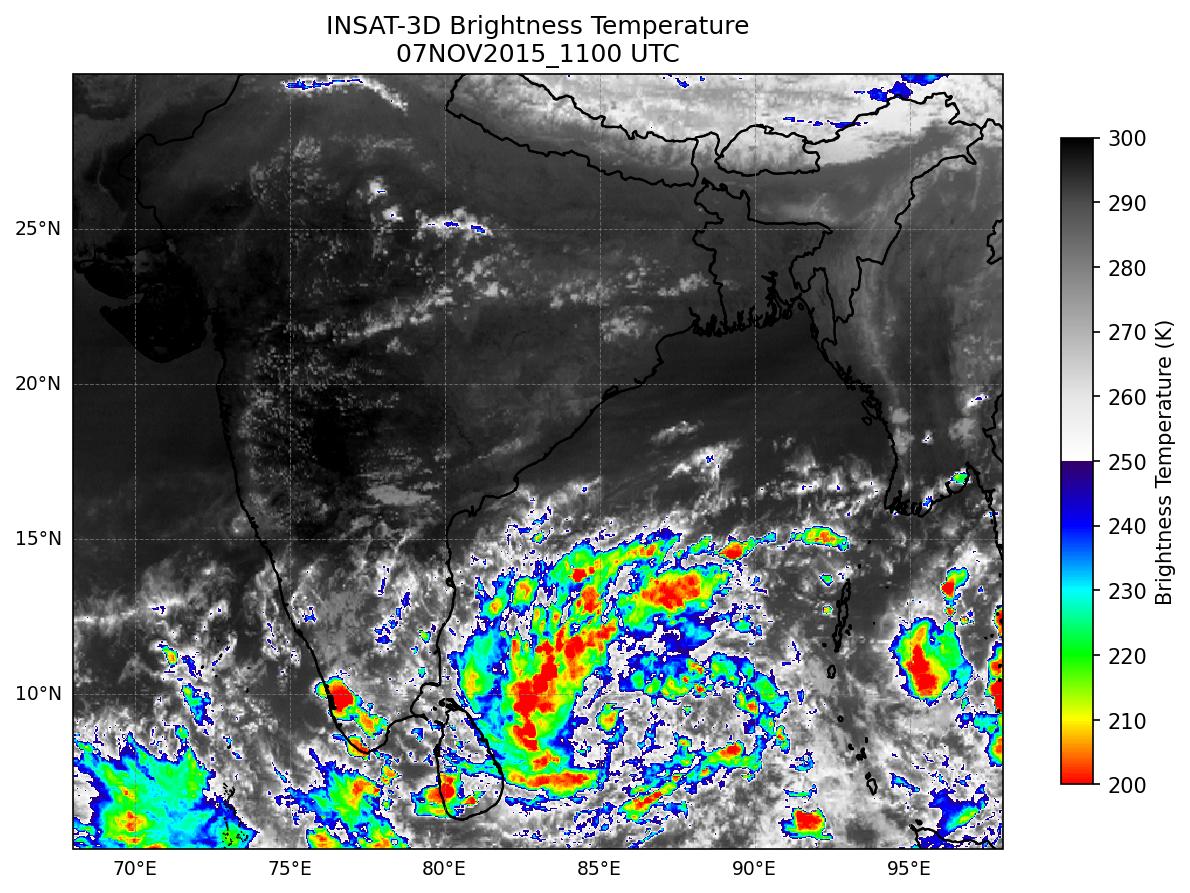 INSAT-3D Brightness Temperature
07NOV2015_1100 UTC
25°N
20°N
15°N
10°N
70°E
75°E
80°E
85°E
90°E
95°E
300
290
280
270
260
250
240
230
220
210
200
Brightness Temperature (K)